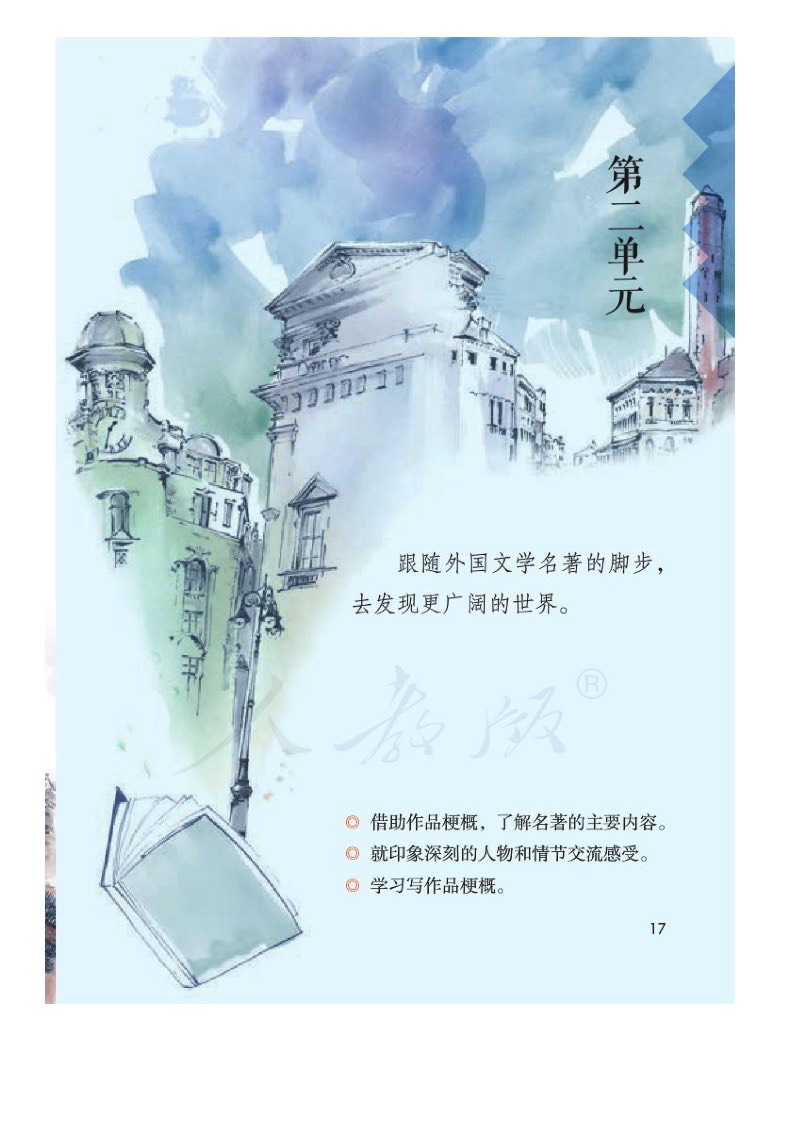 第二单元
跟随外国文学名著的脚步，
去发现更广阔的世界。
人教版®
◎ 借助作品梗概，了解名著的主要内容。
◎ 就印象深刻的人物和情节交流感受。
◎ 学习写作品梗概。
17